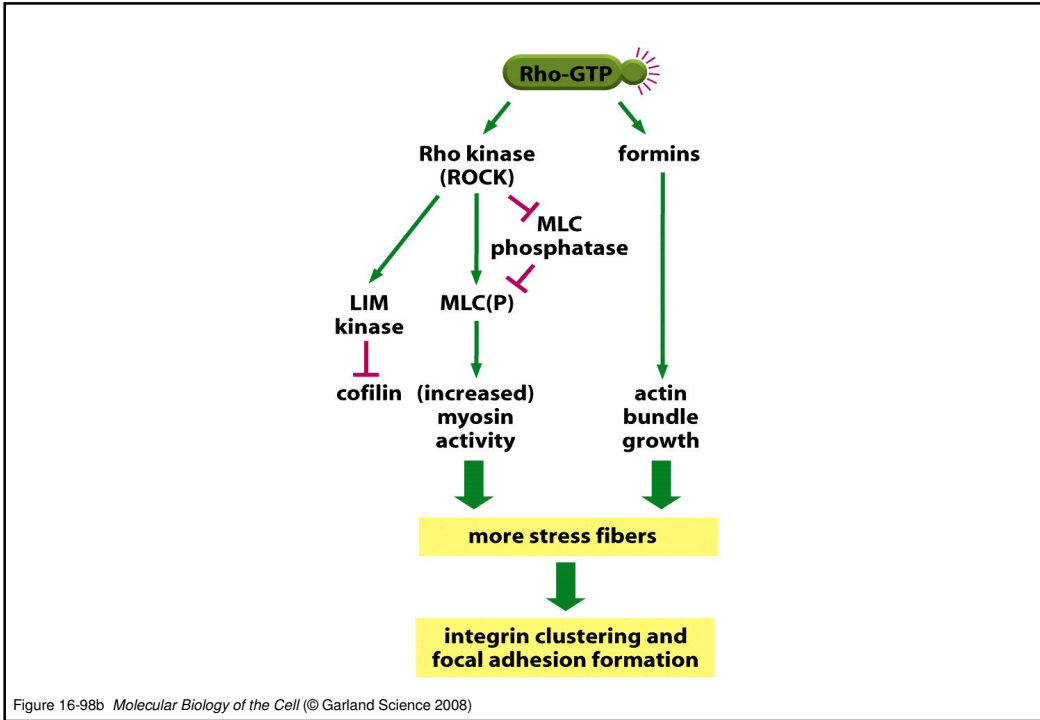 Rho-GTP
Rho kinase
(ROCK)
formins
MLC
phosphatase
LIM
kinase
MLC(P)
cofilin
(increased)
myosin
activity
actin
bundle
growth
more stress fibers
integrin clustering and
focal adhesion formation
Figure 16-98b Molecular Biology of the Cell (© Garland Science 2008)